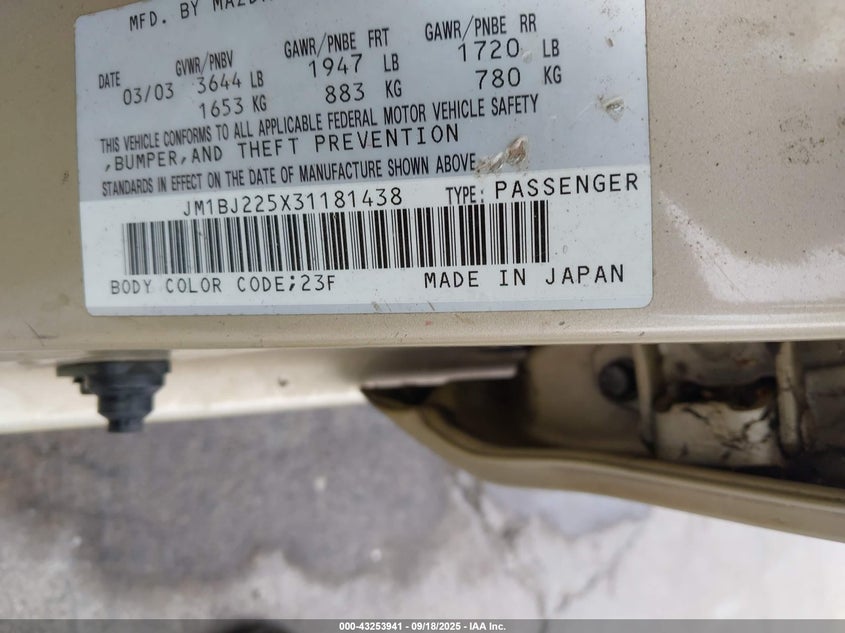 MFD. BY MAZDA
DATE GVWR/PNBV GAWR/PNBE FRT GAWR/PNBE RR
03/03 3644 LB 1947 LB 1720 LB
1653 KG 883 KG 780 KG
THIS VEHICLE CONFORMS TO ALL APPLICABLE FEDERAL MOTOR VEHICLE SAFETY
,BUMPER,AND THEFT PREVENTION
STANDARDS IN EFFECT ON THE DATE OF MANUFACTURE SHOWN ABOVE
JM1BJ225X31181438 TYPE: PASSENGER
BODY COLOR CODE;23F MADE IN JAPAN
000-43253941 - 09/18/2025 - IAA Inc.